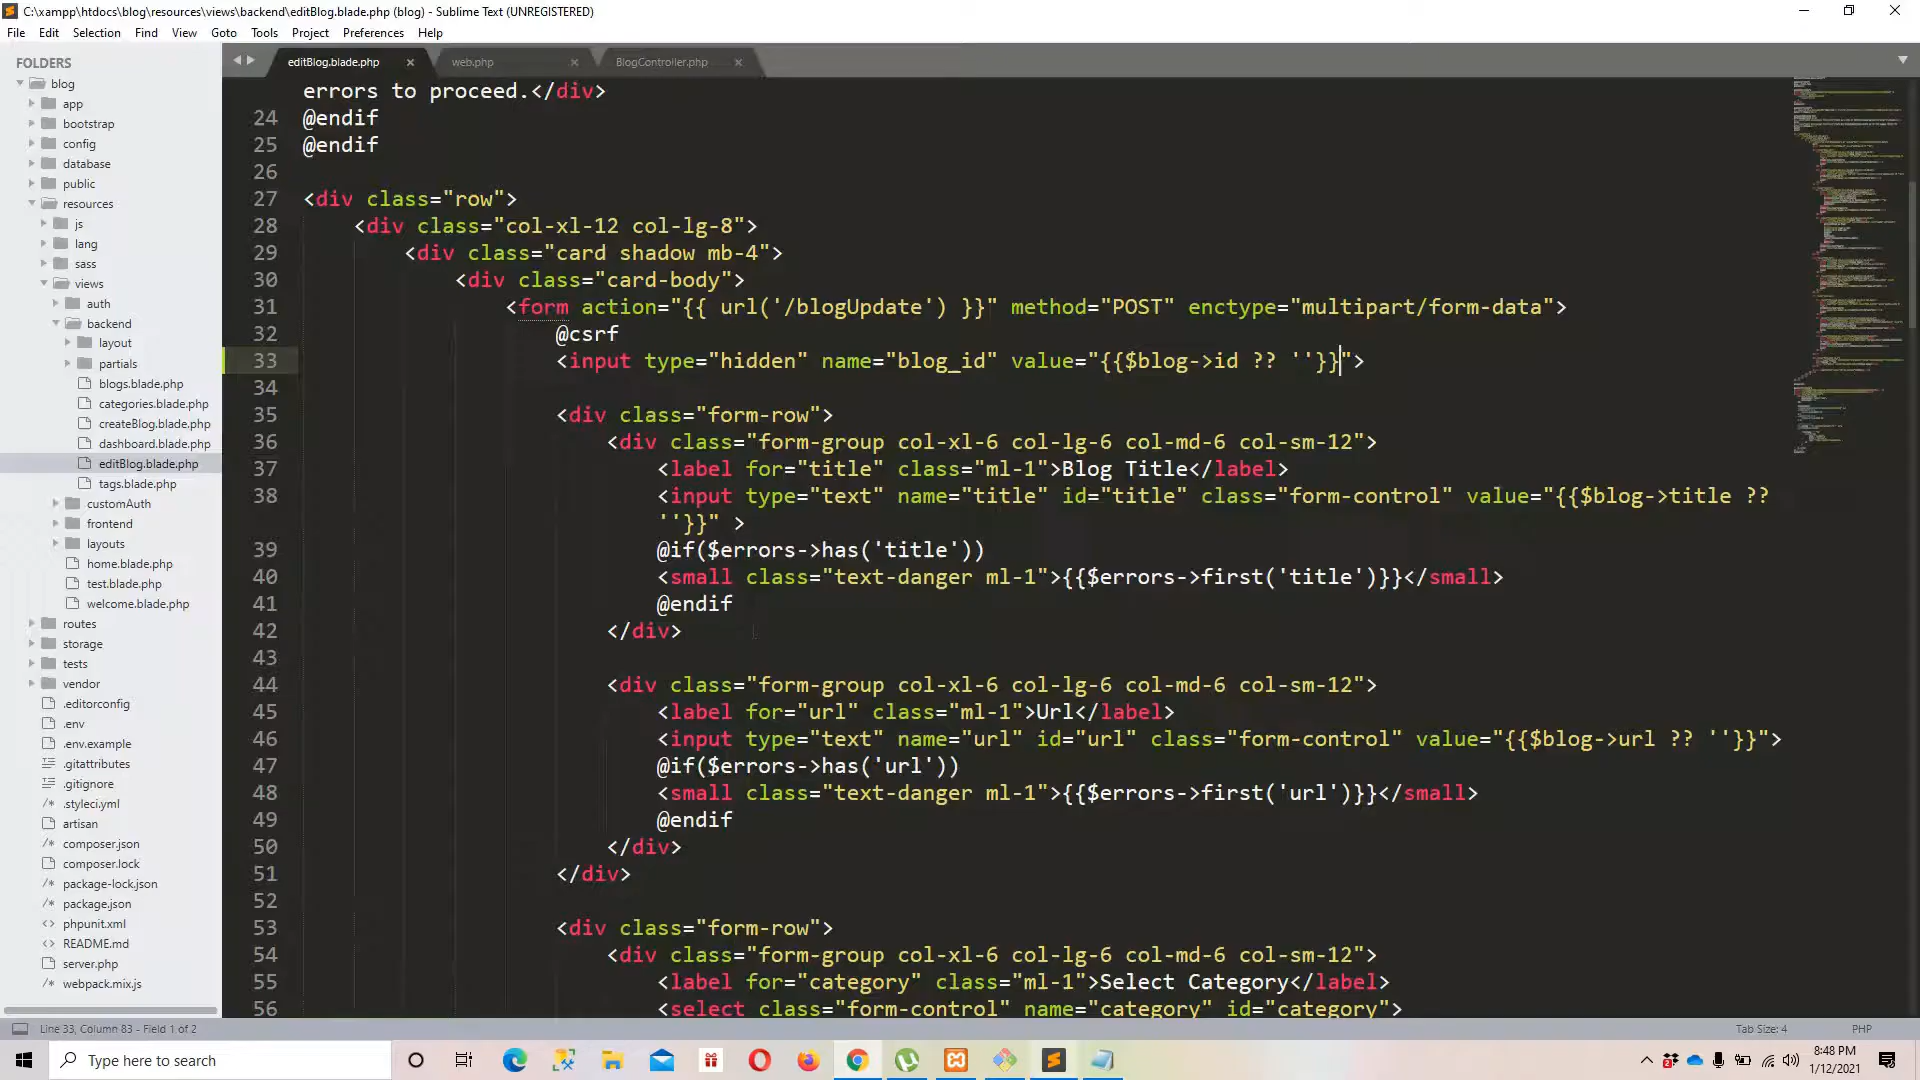 C:\xampp\htdocs\blog\resources\views\backend\editBlog.blade.php (blog) - Sublime Text (UNREGISTERED)
File Edit Selection Find View Goto Tools Project Preferences Help
FOLDERS
blog
app
bootstrap
config
database
public
resources
js
lang
sass
views
auth
backend
layout
partials
blogs.blade.php
categories.blade.php
createBlog.blade.php
dashboard.blade.php
editBlog.blade.php
tags.blade.php
customAuth
frontend
layouts
home.blade.php
test.blade.php
welcome.blade.php
routes
storage
tests
vendor
.editorconfig
.env
.env.example
.gitattributes
.gitignore
.styleci.yml
artisan
composer.json
composer.lock
package-lock.json
package.json
phpunit.xml
README.md
server.php
webpack.mix.js
editBlog.blade.php web.php BlogController.php
errors to proceed.</div>
24 @endif
25 @endif
26
27 <div class="row">
28 <div class="col-xl-12 col-lg-8">
29 <div class="card shadow mb-4">
30 <div class="card-body">
31 <form action="{{ url('/blogUpdate') }}" method="POST" enctype="multipart/form-data">
32 @csrf
33 <input type="hidden" name="blog_id" value="{{$blog->id ?? ''}}">
34
35 <div class="form-row">
36 <div class="form-group col-xl-6 col-lg-6 col-md-6 col-sm-12">
37 <label for="title" class="ml-1">Blog Title</label>
38 <input type="text" name="title" id="title" class="form-control" value="{{$blog->title ??
''}}" >
39 @if($errors->has('title'))
40 <small class="text-danger ml-1">{{$errors->first('title')}}</small>
41 @endif
42 </div>
43
44 <div class="form-group col-xl-6 col-lg-6 col-md-6 col-sm-12">
45 <label for="url" class="ml-1">Url</label>
46 <input type="text" name="url" id="url" class="form-control" value="{{$blog->url ?? ''}}">
47 @if($errors->has('url'))
48 <small class="text-danger ml-1">{{$errors->first('url')}}</small>
49 @endif
50 </div>
51 </div>
52
53 <div class="form-row">
54 <div class="form-group col-xl-6 col-lg-6 col-md-6 col-sm-12">
55 <label for="category" class="ml-1">Select Category</label>
56 <select class="form-control" name="category" id="category">
Line 33, Column 83 - Field 1 of 2
Tab Size: 4 PHP
Type here to search
8:48 PM
1/12/2021